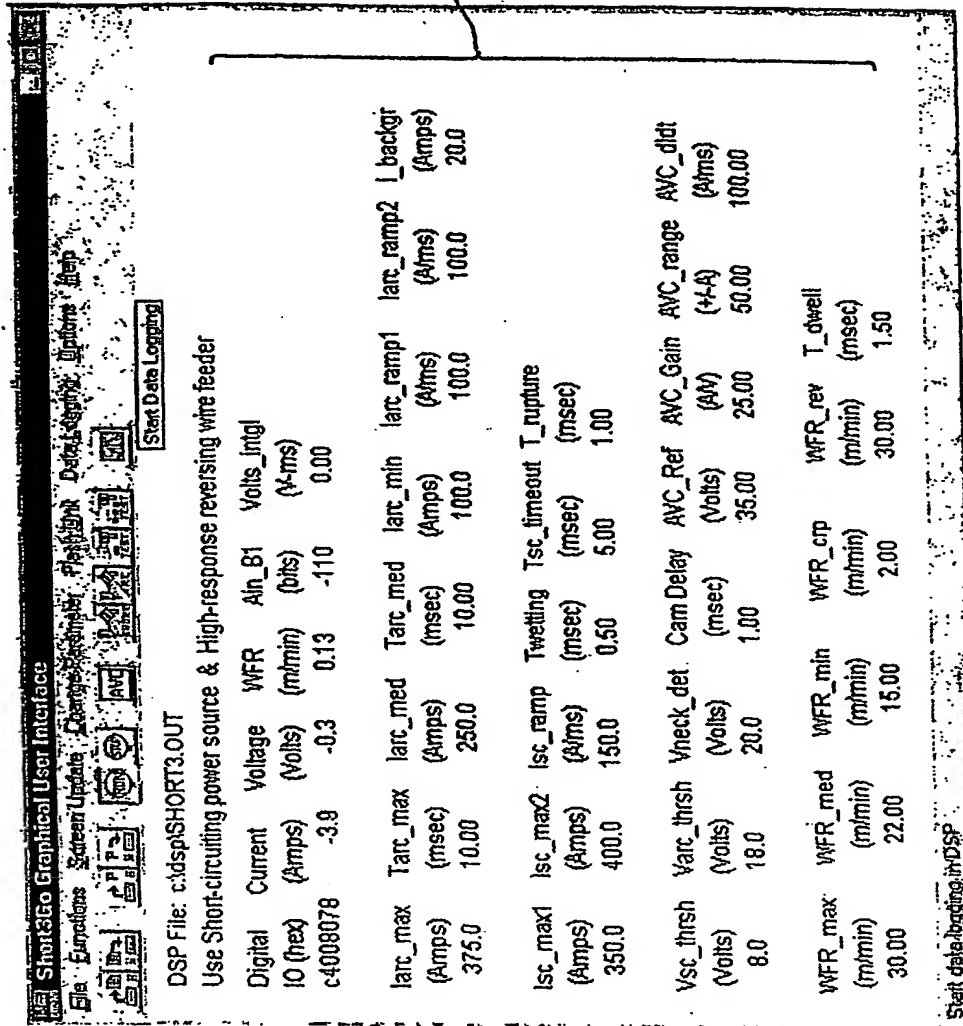 Short3Go Graphical User Interface
File Functions Screen Update Change Parameter Flash/Link Data Logging Options Help
RUN STO AVC
Start Data Logging
DSP File: c:\dsp\SHORT3.OUT
Use Short-circuiting power source & High-response reversing wire feeder
Digital Current Voltage WFR AIn_B1 Volts_intgl
IO (hex) (Amps) (Volts) (m/min) (bits) (V-ms)
c4008078 -3.9 -0.3 0.13 -110 0.00
Iarc_max Tarc_max Iarc_med Tarc_med Iarc_min Iarc_ramp1 Iarc_ramp2 I_backgr
(Amps) (msec) (Amps) (msec) (Amps) (A/ms) (A/ms) (Amps)
375.0 10.00 250.0 10.00 100.0 100.0 100.0 20.0
Isc_max1 Isc_max2 Isc_ramp Twetting Tsc_timeout T_rupture
(Amps) (Amps) (A/ms) (msec) (msec) (msec)
350.0 400.0 150.0 0.50 5.00 1.00
Vsc_thrsh Varc_thrsh Vneck_det. Cam Delay AVC_Ref AVC_Gain AVC_range AVC_dIdt
(Volts) (Volts) (Volts) (msec) (Volts) (A/V) (+/-A) (A/ms)
8.0 18.0 20.0 1.00 35.00 25.00 50.00 100.00
WFR_max WFR_med WFR_min WFR_crp WFR_rev T_dwell
(m/min) (m/min) (m/min) (m/min) (m/min) (msec)
30.00 22.00 15.00 2.00 30.00 1.50
Start data logging in DSP